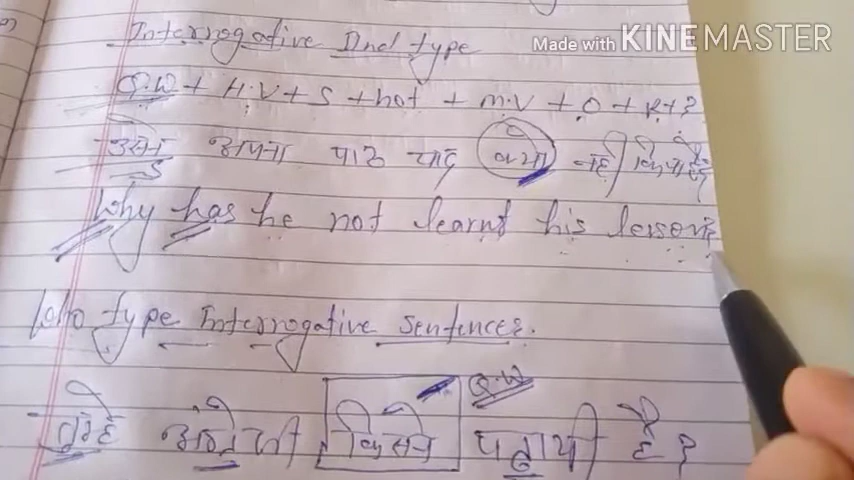 Interrogative IInd type
Made with KINEMASTER
Q.W + H.V + S + not + m.V + O + R + ?
उसने अपना पाठ याद क्यों नहीं किया है?
S
Why has he not learnt his lesson?
Who type Interrogative Sentences.
Q.W
तुम्हें अंग्रेजी किसने पढ़ायी है?